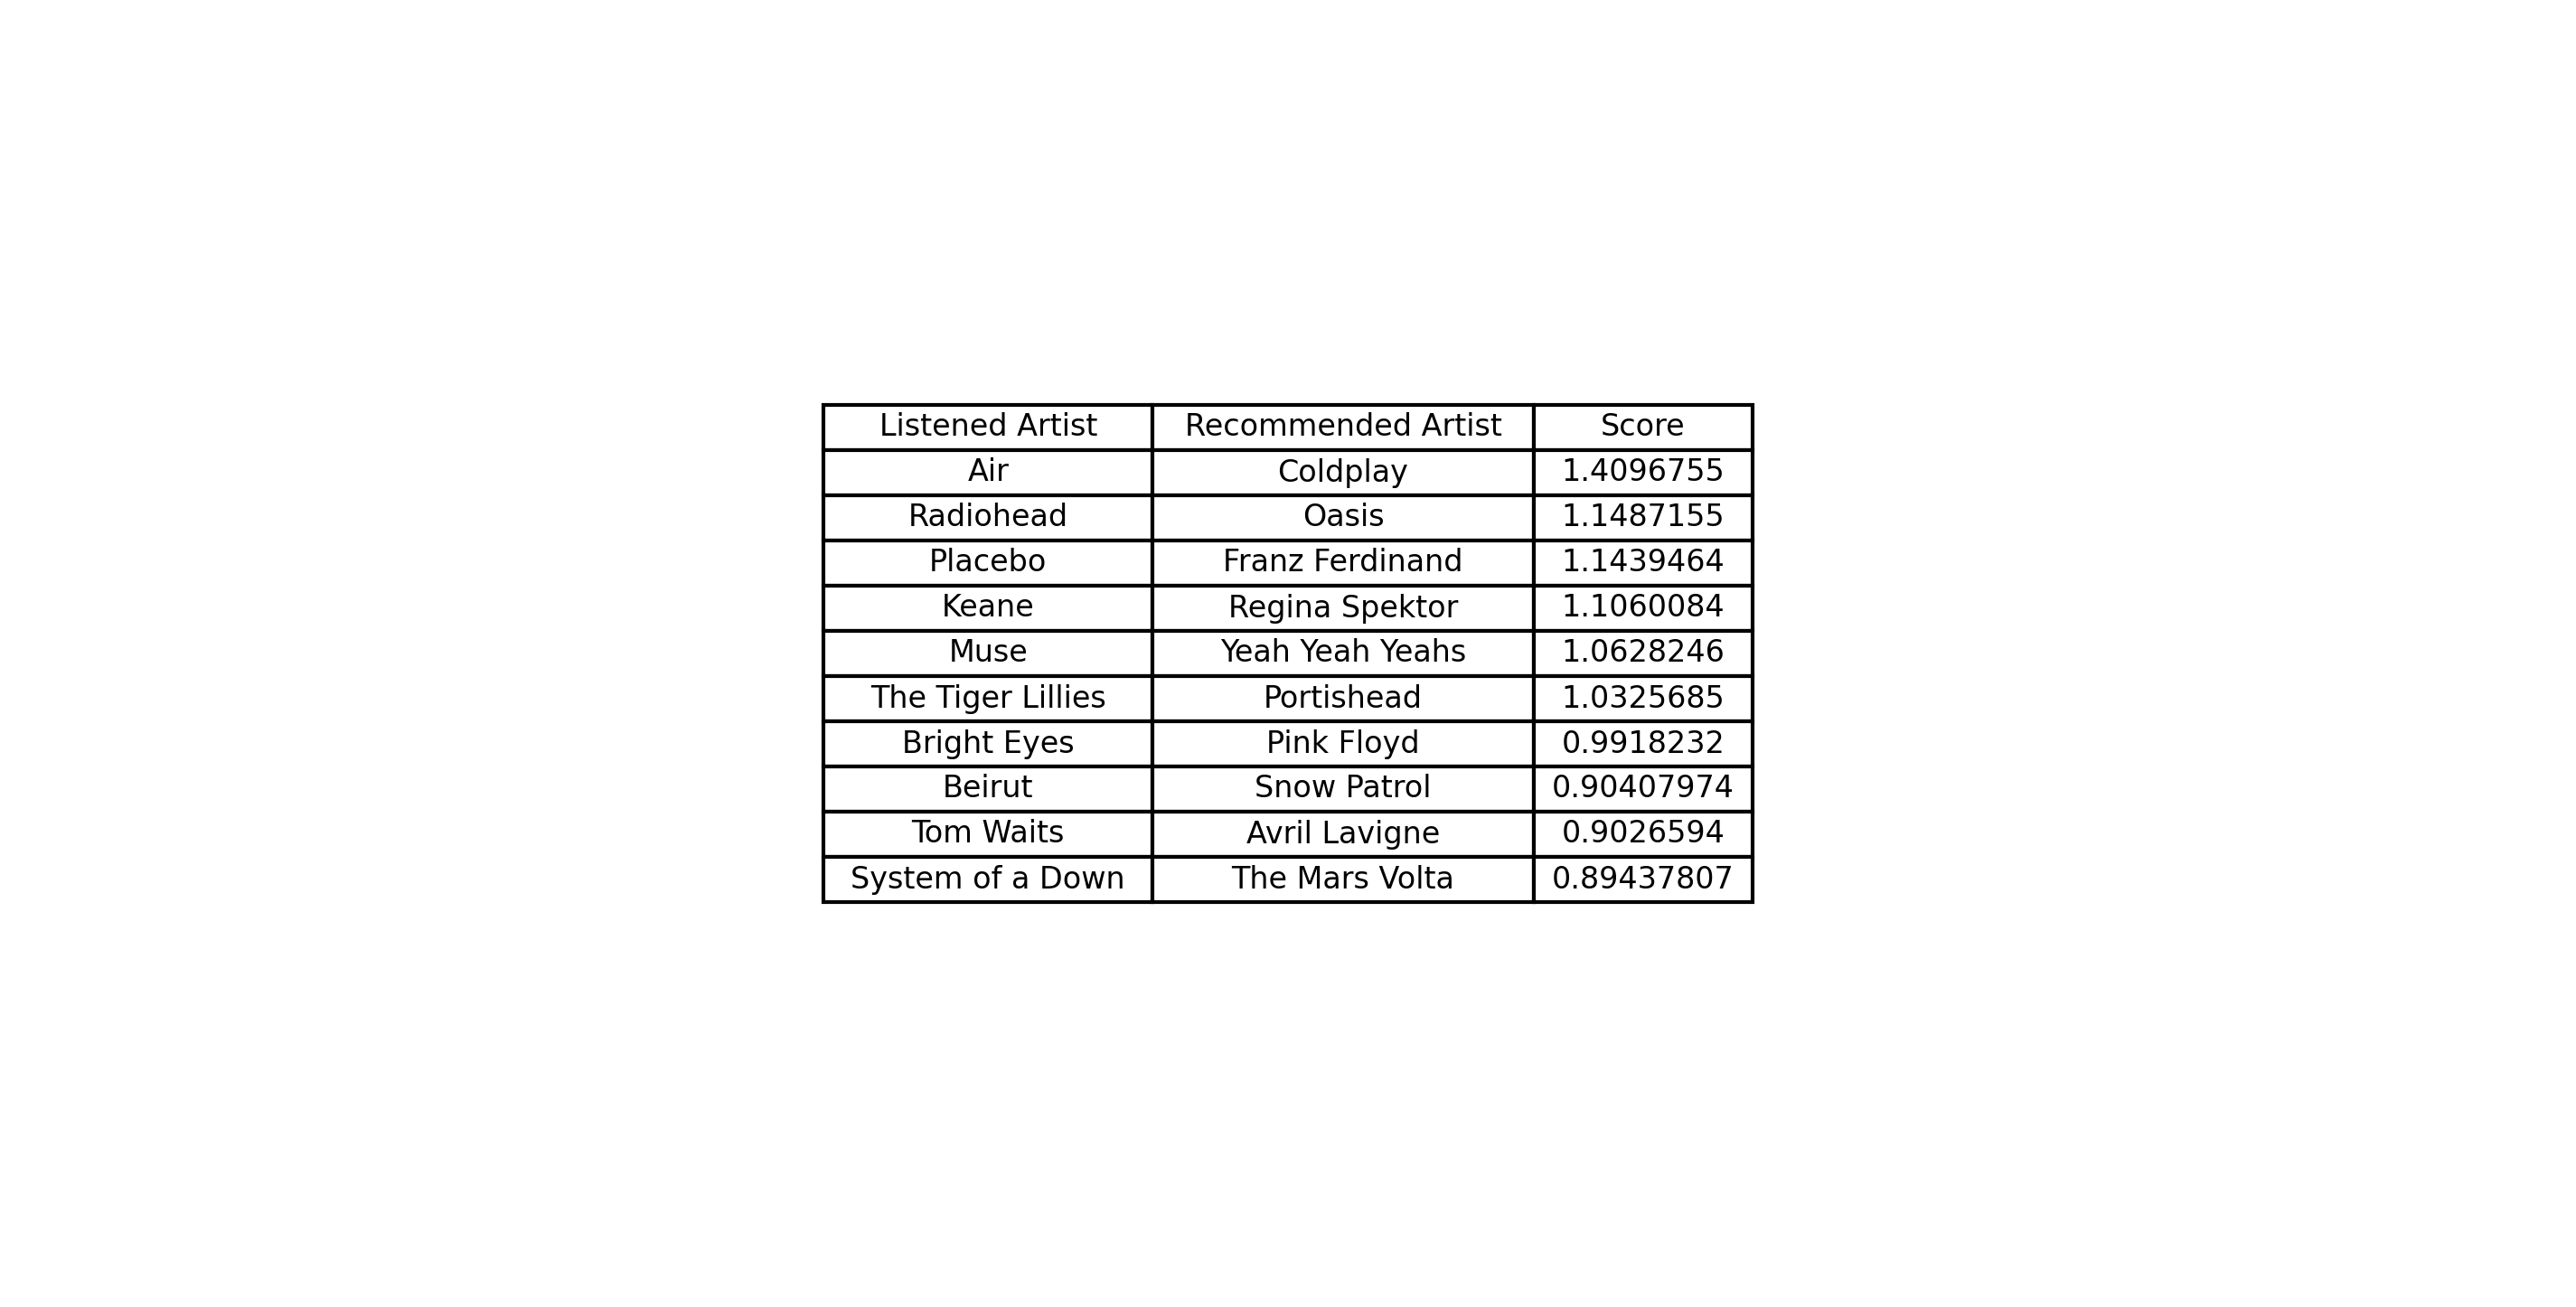 Listened Artist Recommended Artist Score
Air Coldplay 1.4096755
Radiohead Oasis 1.1487155
Placebo Franz Ferdinand 1.1439464
Keane Regina Spektor 1.1060084
Muse Yeah Yeah Yeahs 1.0628246
The Tiger Lillies Portishead 1.0325685
Bright Eyes Pink Floyd 0.9918232
Beirut Snow Patrol 0.90407974
Tom Waits Avril Lavigne 0.9026594
System of a Down The Mars Volta 0.89437807